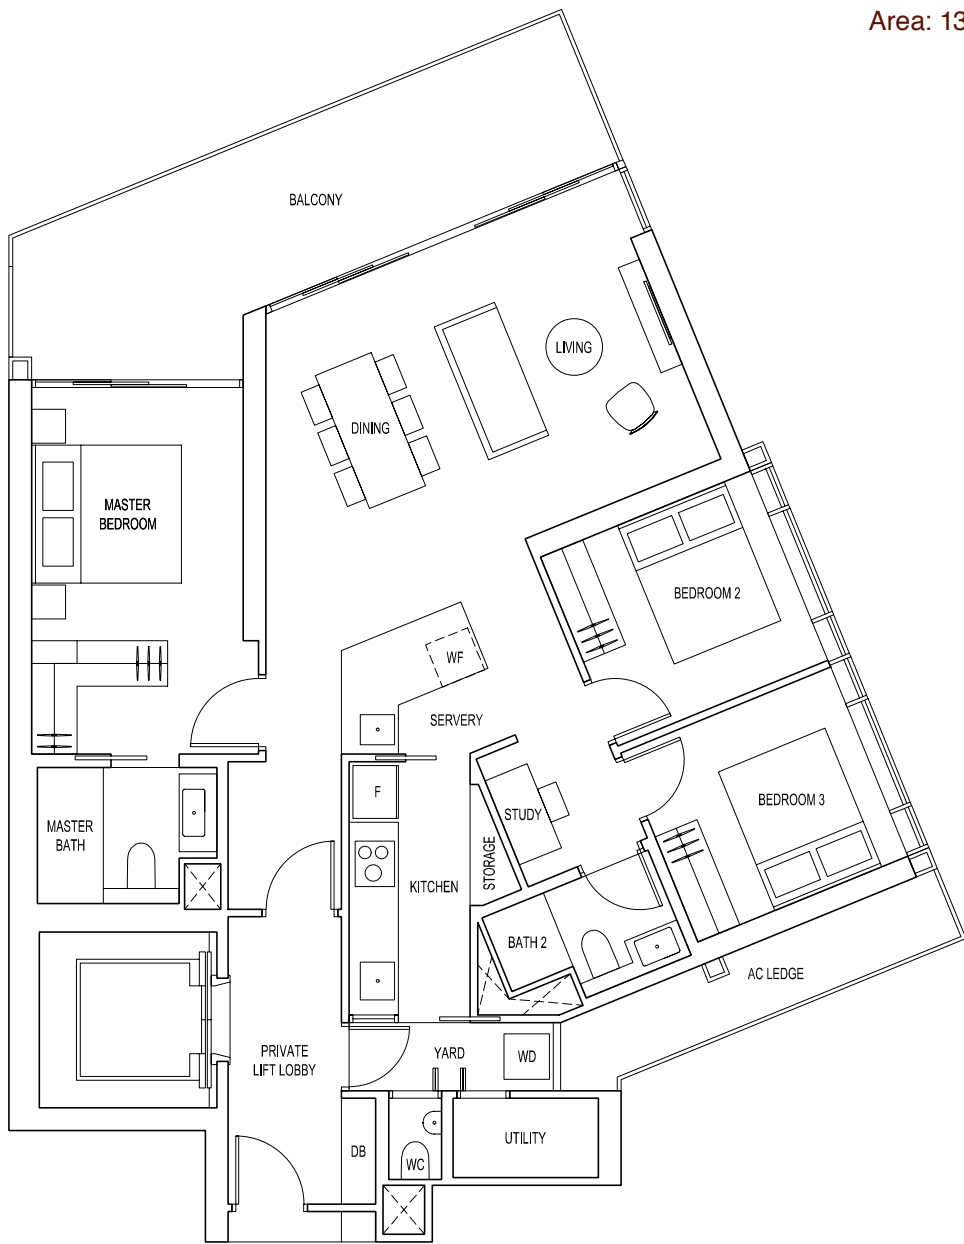 Area: 13
BALCONY
LIVING
DINING
MASTER
BEDROOM
BEDROOM 2
WF
SERVERY
F
STUDY
BEDROOM 3
MASTER
BATH
STORAGE
KITCHEN
BATH 2
AC LEDGE
PRIVATE
LIFT LOBBY
YARD
WD
DB
WC
UTILITY